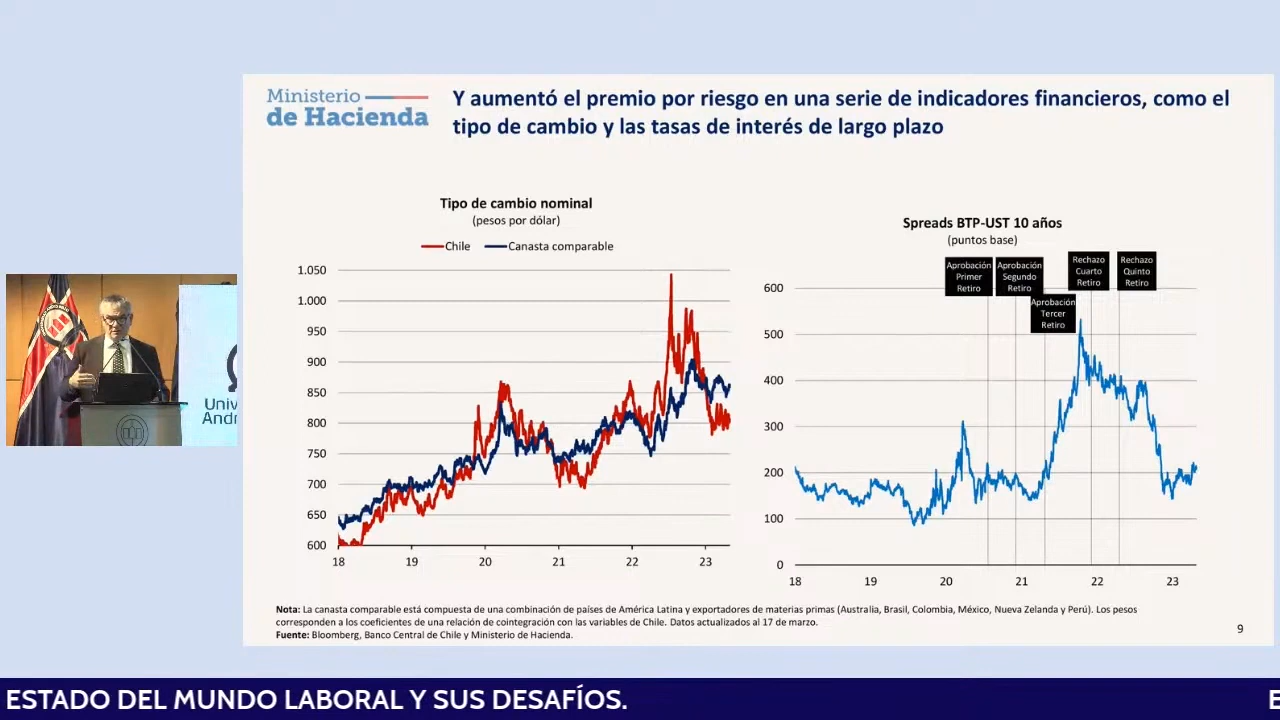 Ministerio
de Hacienda
Y aumentó el premio por riesgo en una serie de indicadores financieros, como el
tipo de cambio y las tasas de interés de largo plazo
Tipo de cambio nominal
(pesos por dólar)
Chile
Canasta comparable
1.050
1.000
950
900
850
800
750
700
650
600
18
19
20
21
22
23
Spreads BTP-UST 10 años
(puntos base)
Aprobación
Primer
Retiro
Aprobación
Segundo
Retiro
Aprobación
Tercer
Retiro
Rechazo
Cuarto
Retiro
Rechazo
Quinto
Retiro
600
500
400
300
200
100
0
18
19
20
21
22
23
Nota: La canasta comparable está compuesta de una combinación de países de América Latina y exportadores de materias primas (Australia, Brasil, Colombia, México, Nueva Zelanda y Perú). Los pesos
corresponden a los coeficientes de una relación de cointegración con las variables de Chile. Datos actualizados al 17 de marzo.
Fuente: Bloomberg, Banco Central de Chile y Ministerio de Hacienda.
9
Univ
Andr
ESTADO DEL MUNDO LABORAL Y SUS DESAFÍOS.
E